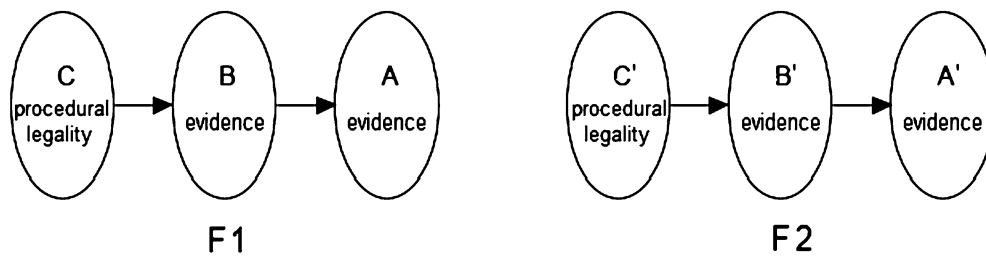 C
procedural
legality
B
evidence
A
evidence
F1
C'
procedural
legality
B'
evidence
A'
evidence
F2